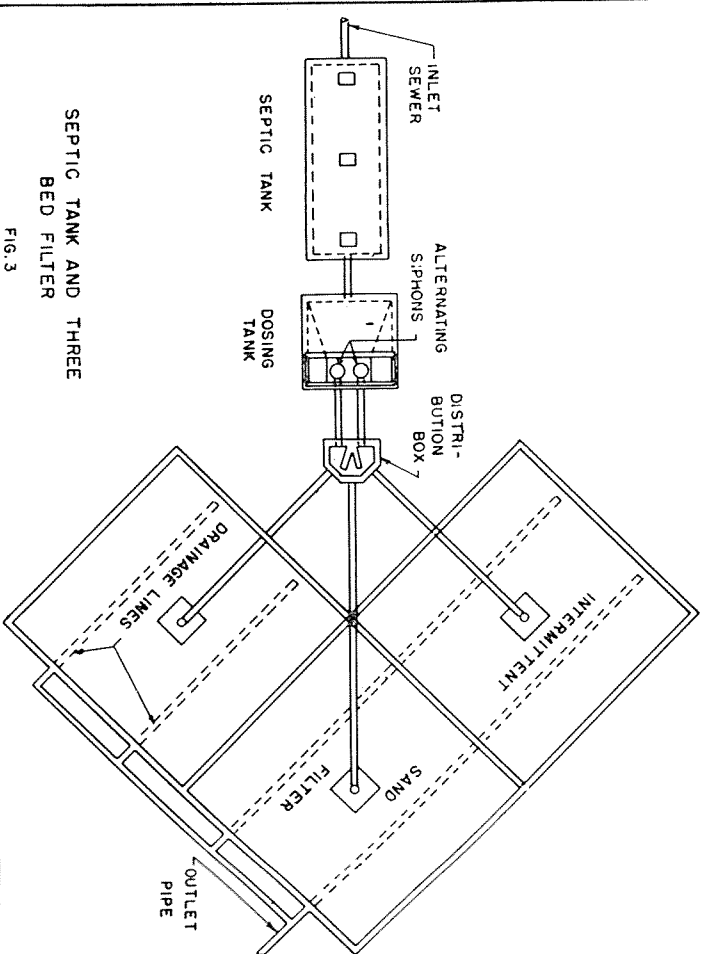 INLET
SEWER
SEPTIC TANK
ALTERNATING
SIPHONS
DOSING
TANK
DISTRI-
BUTION
BOX
INTERMITTENT
SAND
FILTER
DRAINAGE LINES
OUTLET
PIPE
SEPTIC TANK AND THREE
BED FILTER
FIG. 3